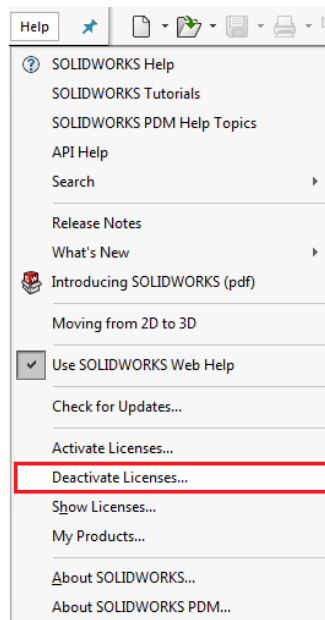 Help
SOLIDWORKS Help
SOLIDWORKS Tutorials
SOLIDWORKS PDM Help Topics
API Help
Search
Release Notes
What's New
Introducing SOLIDWORKS (pdf)
Moving from 2D to 3D
Use SOLIDWORKS Web Help
Check for Updates...
Activate Licenses...
Deactivate Licenses...
Show Licenses...
My Products...
About SOLIDWORKS...
About SOLIDWORKS PDM...